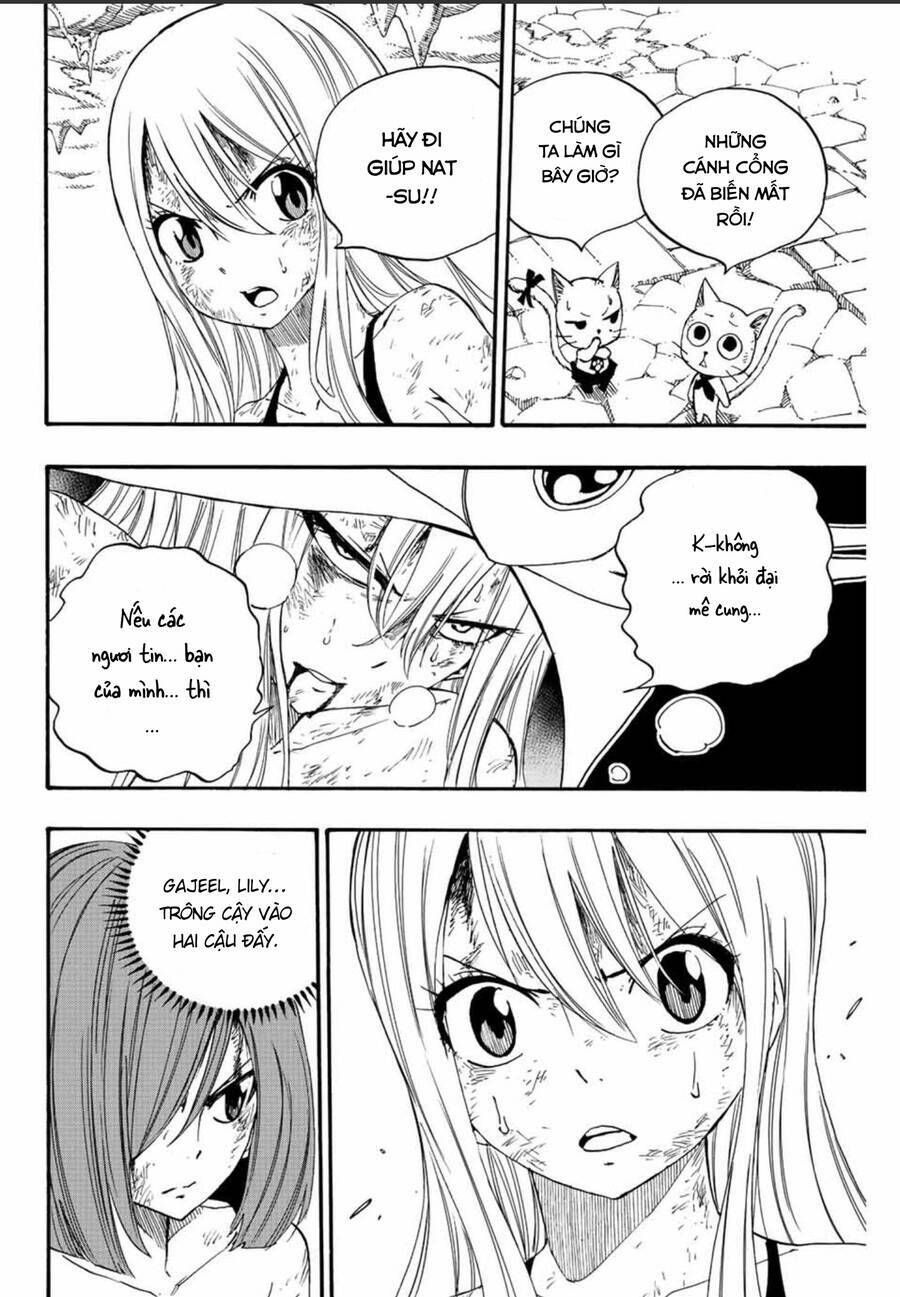 NHỮNG
CÁNH CỔNG
ĐÃ BIẾN MẤT
RỒI!
CHÚNG
TA LÀM GÌ
BÂY GIỜ?
HÃY ĐI
GIÚP NAT
-SU!!
K-không
... rời khỏi đại
mê cung...
Nếu các
ngươi tin... bạn
của mình... thì
...
GAJEEL, LILY...
TRÔNG CẬY VÀO
HAI CẬU ĐẤY.